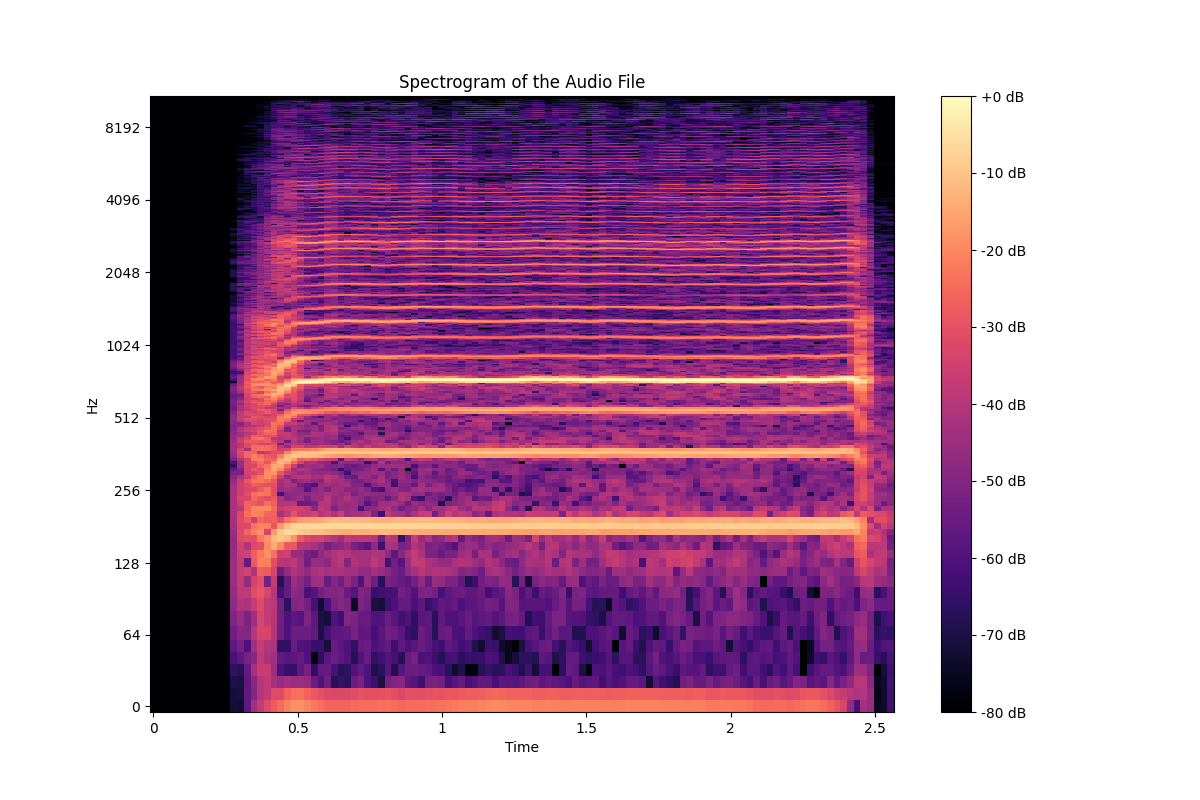 Spectrogram of the Audio File
Hz
8192
4096
2048
1024
512
256
128
64
0
0 0.5 1 1.5 2 2.5
Time
+0 dB
-10 dB
-20 dB
-30 dB
-40 dB
-50 dB
-60 dB
-70 dB
-80 dB